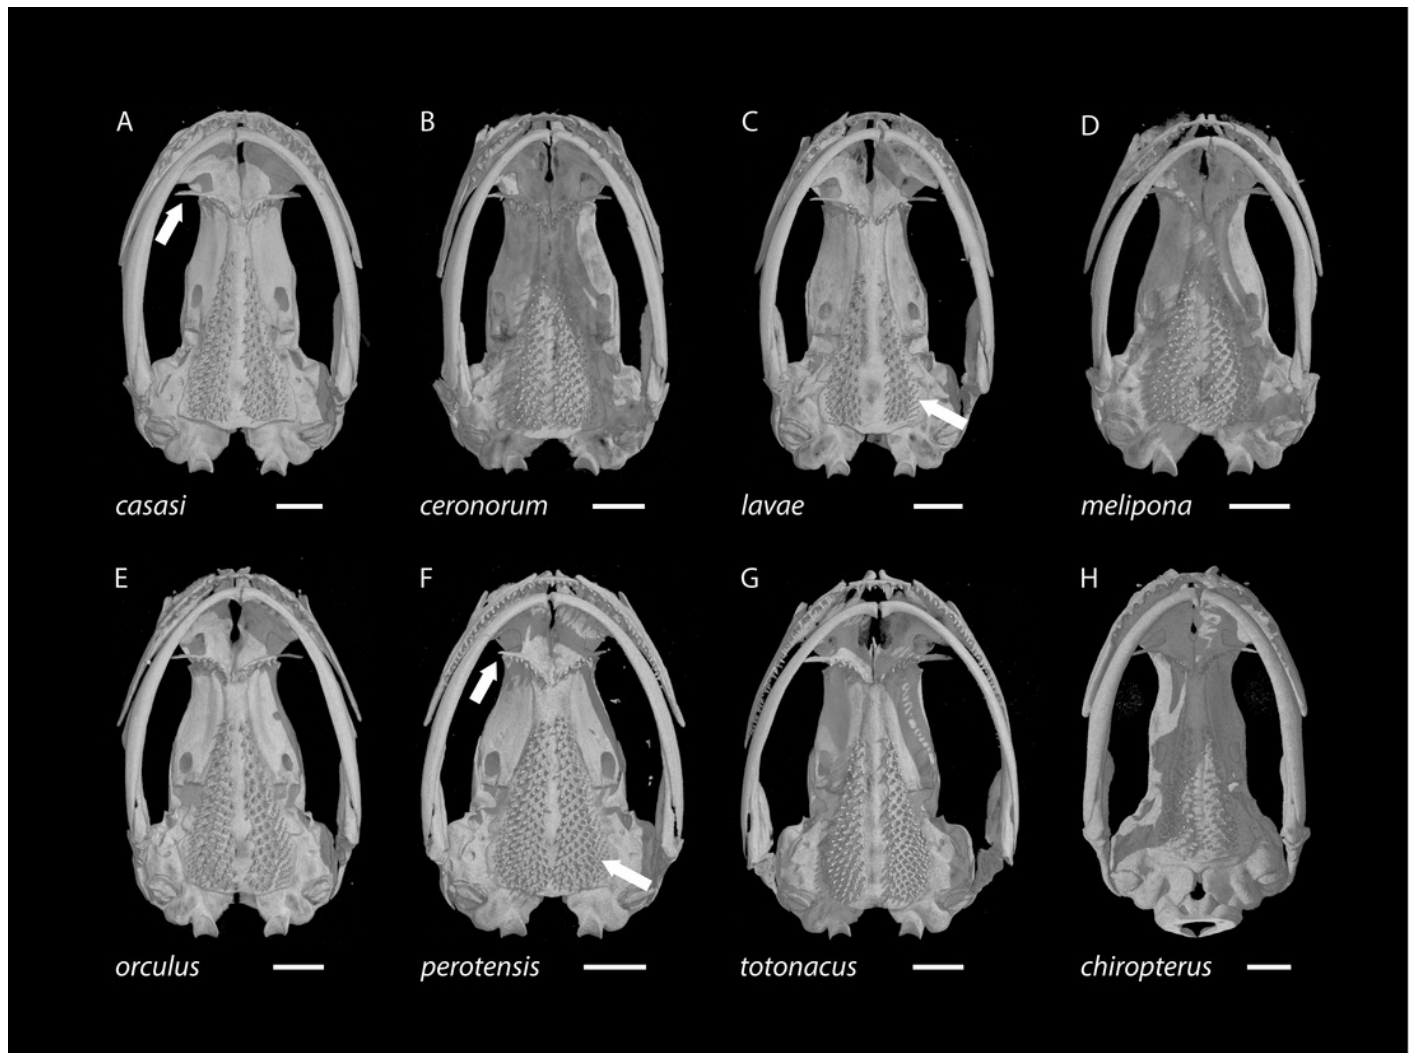 A B C D
casasi ceronorum lavae melipona
E F G H
orculus perotensis totonacus chiropterus